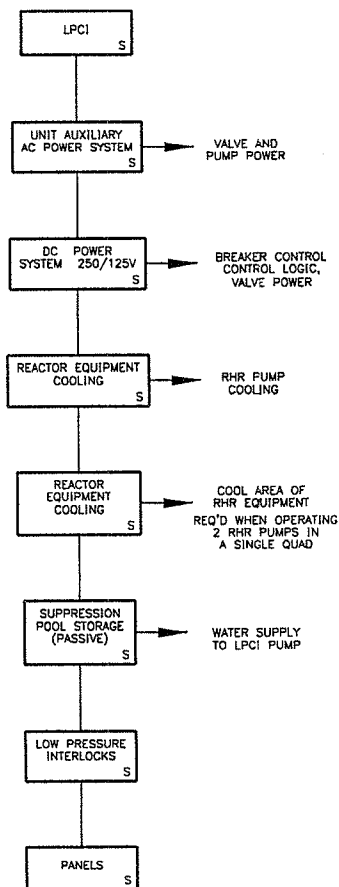 LPCI
S
UNIT AUXILIARY
AC POWER SYSTEM
S
VALVE AND
PUMP POWER
DC POWER
SYSTEM 250/125V
S
BREAKER CONTROL
CONTROL LOGIC,
VALVE POWER
REACTOR EQUIPMENT
COOLING
S
RHR PUMP
COOLING
REACTOR
EQUIPMENT
COOLING
S
COOL AREA OF
RHR EQUIPMENT
REQ'D WHEN OPERATING
2 RHR PUMPS IN
A SINGLE QUAD
SUPPRESSION
POOL STORAGE
(PASSIVE)
S
WATER SUPPLY
TO LPCI PUMP
LOW PRESSURE
INTERLOCKS
S
PANELS
S